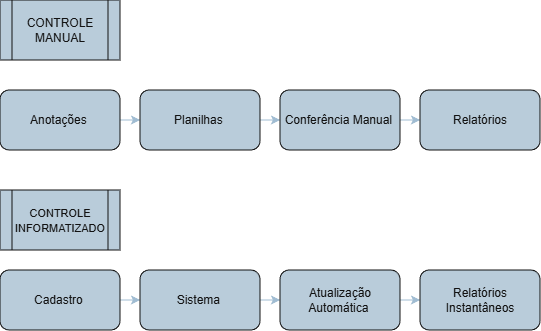 CONTROLE
MANUAL
Anotações
Planilhas
Conferência Manual
Relatórios
CONTROLE
INFORMATIZADO
Cadastro
Sistema
Atualização
Automática
Relatórios
Instantâneos